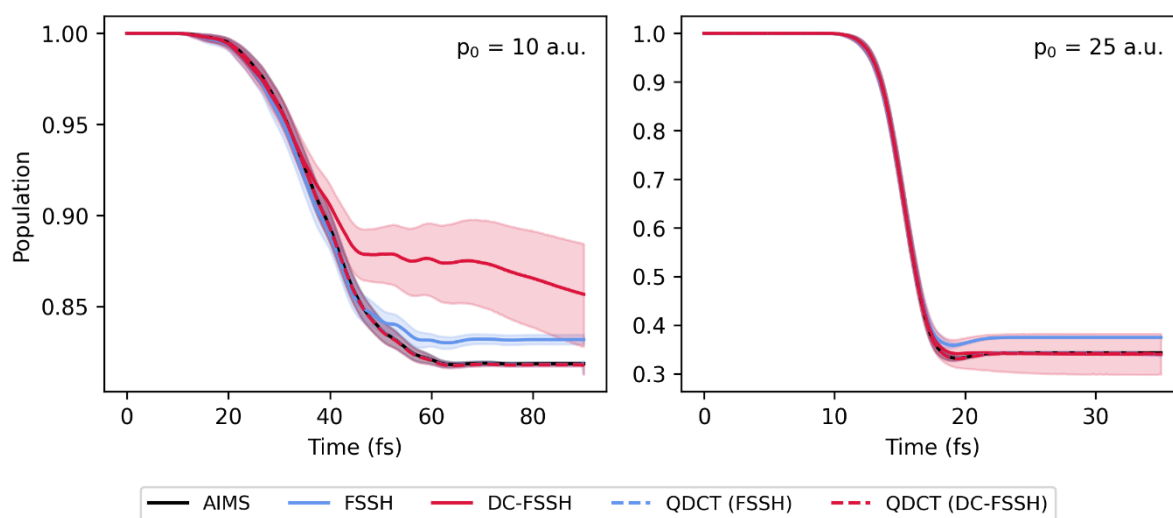 p₀ = 10 a.u.
1.00
0.95
0.90
0.85
Population
0 20 40 60 80
Time (fs)
p₀ = 25 a.u.
1.0
0.9
0.8
0.7
0.6
0.5
0.4
0.3
0 10 20 30
Time (fs)
AIMS FSSH DC-FSSH QDCT (FSSH) QDCT (DC-FSSH)